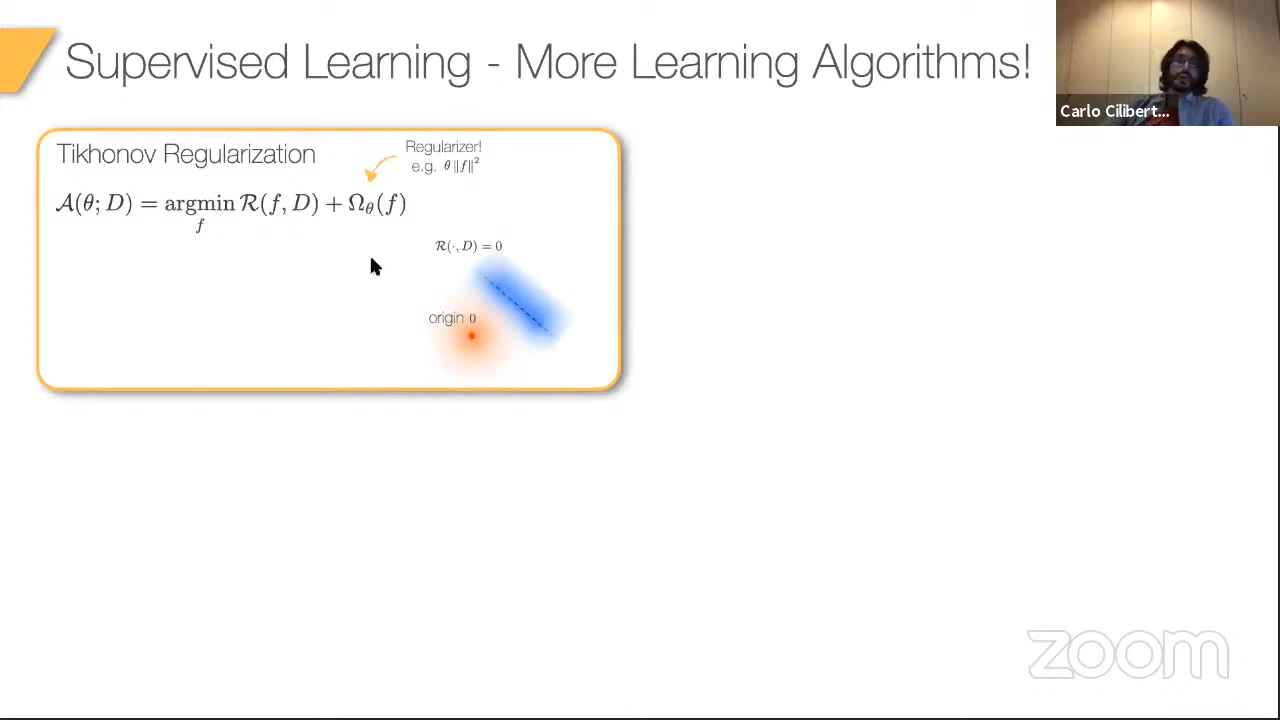 Supervised Learning - More Learning Algorithms!
Carlo Cilibert...
Tikhonov Regularization
Regularizer!
e.g. θ ‖f‖²
𝒜(θ; D) = argmin ℛ(f, D) + Ω_θ(f)
f
ℛ(·, D) = 0
origin 0
zoom